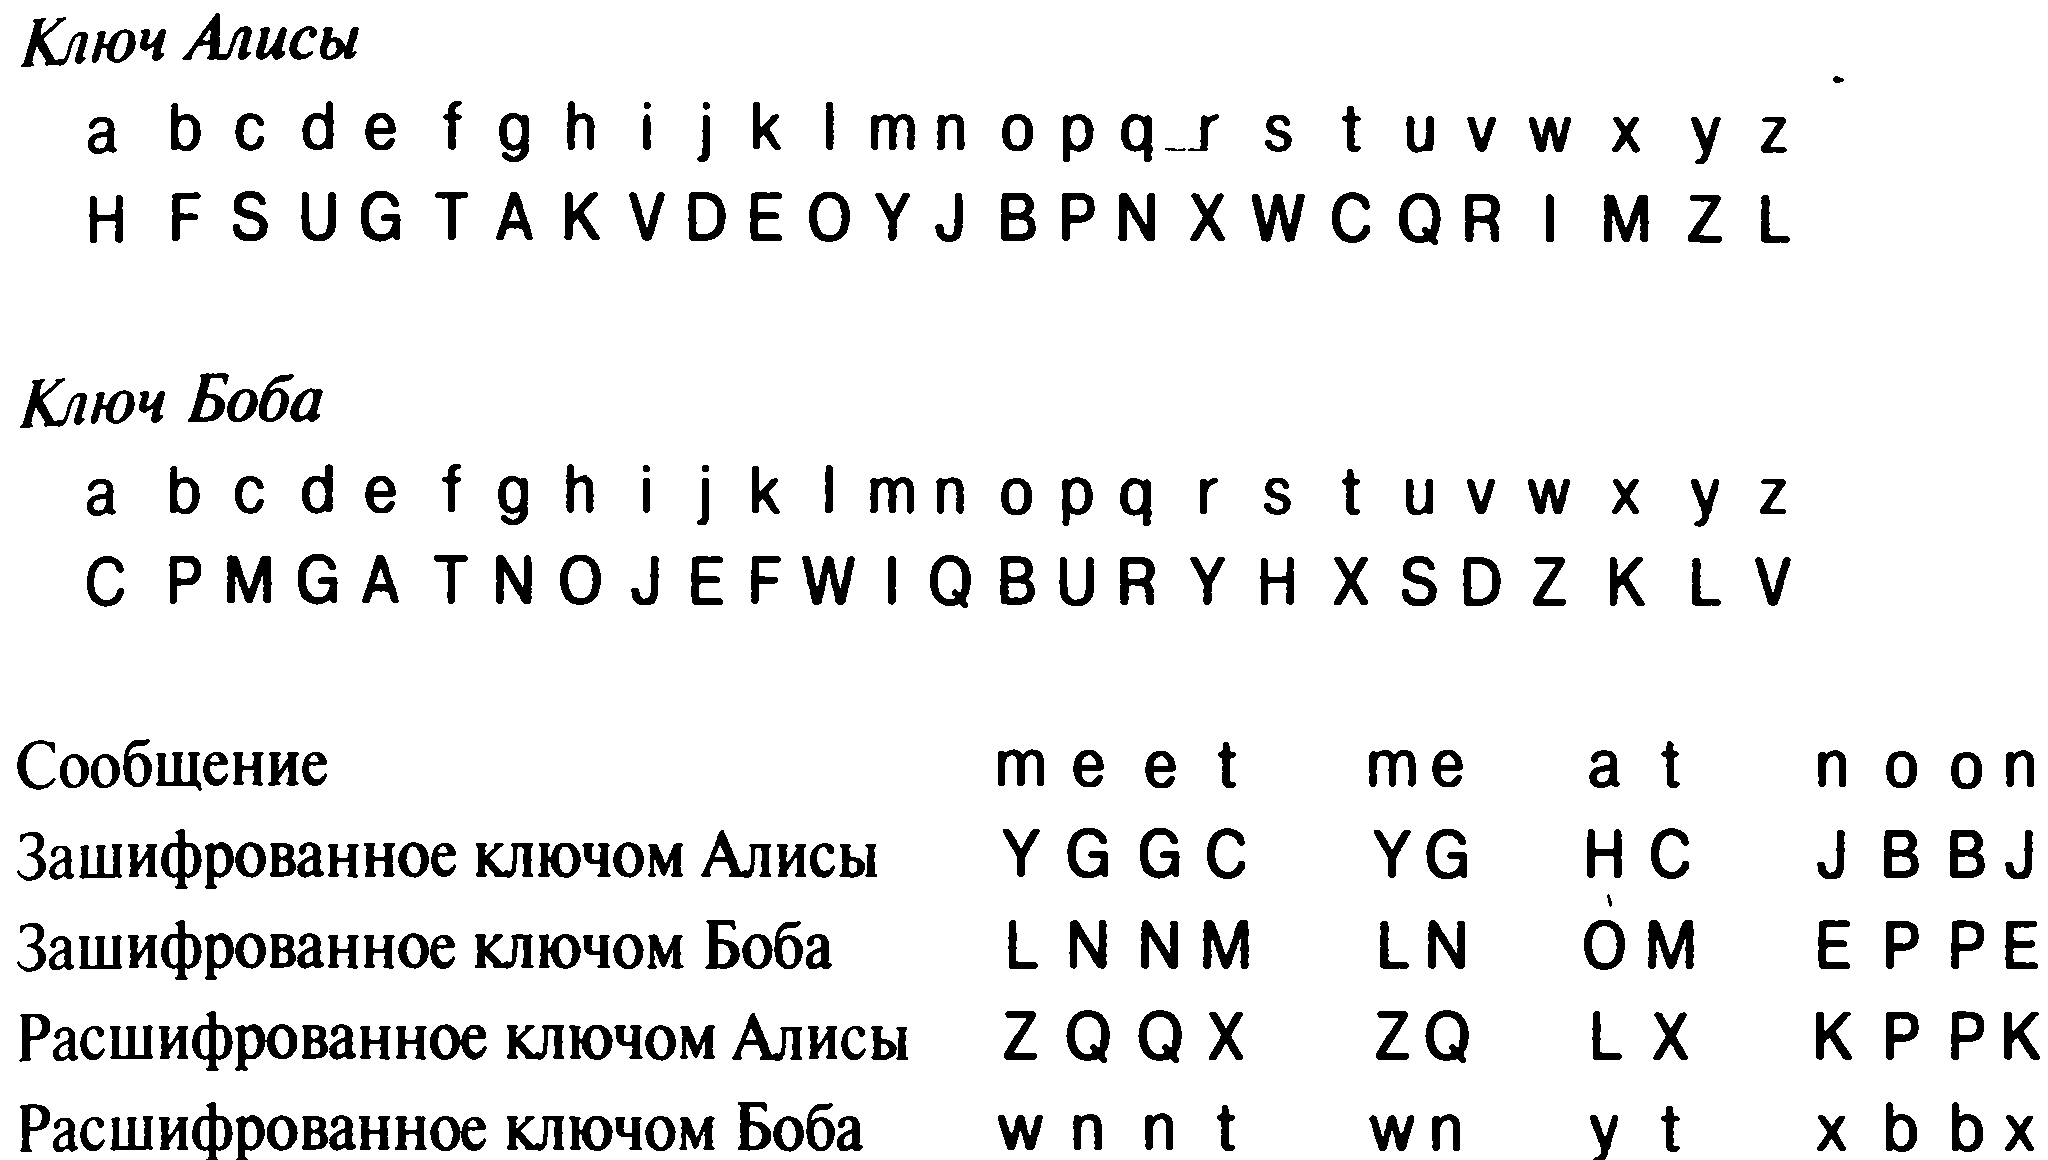 Ключ Алисы
a b c d e f g h i j k l m n o p q r s t u v w x y z
H F S U G T A K V D E O Y J B P N X W C Q R I M Z L
Ключ Боба
a b c d e f g h i j k l m n o p q r s t u v w x y z
C P M G A T N O J E F W I Q B U R Y H X S D Z K L V
Сообщение m e e t m e a t n o o n
Зашифрованное ключом Алисы Y G G C Y G H C J B B J
Зашифрованное ключом Боба L N N M L N O M E P P E
Расшифрованное ключом Алисы Z Q Q X Z Q L X K P P K
Расшифрованное ключом Боба w n n t w n y t x b b x